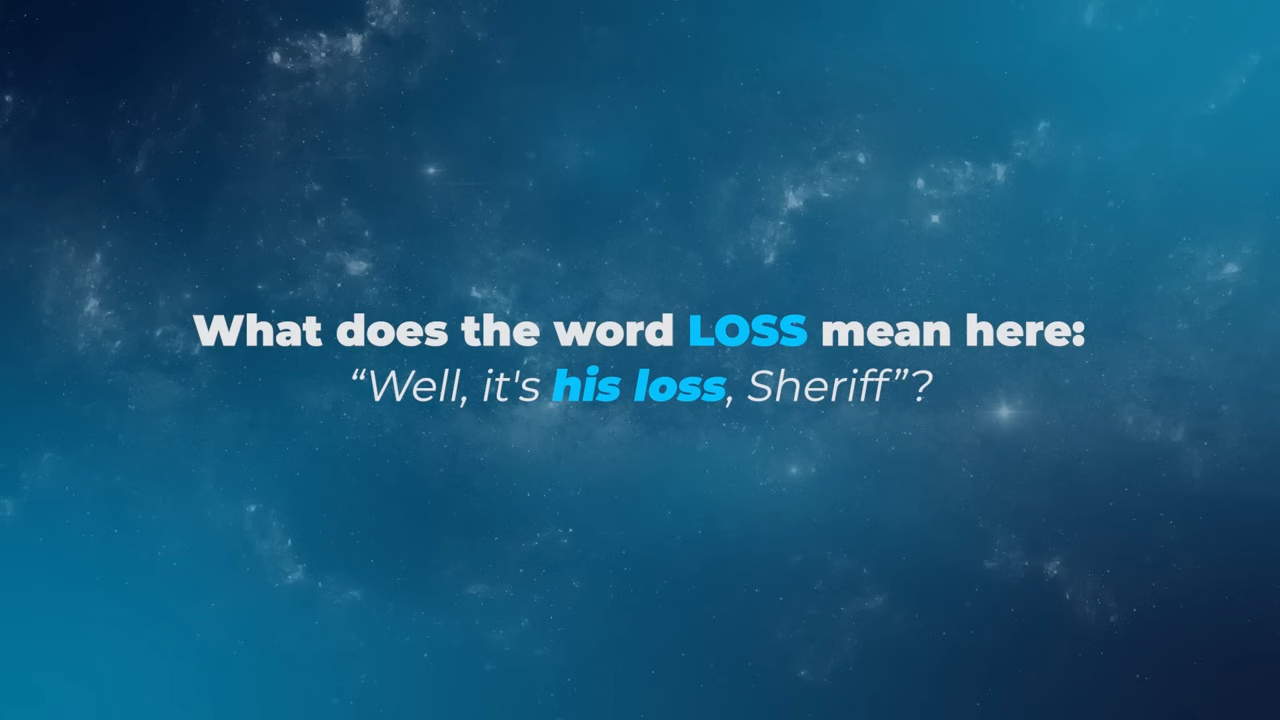 What does the word LOSS mean here:
“Well, it's his loss, Sheriff”?